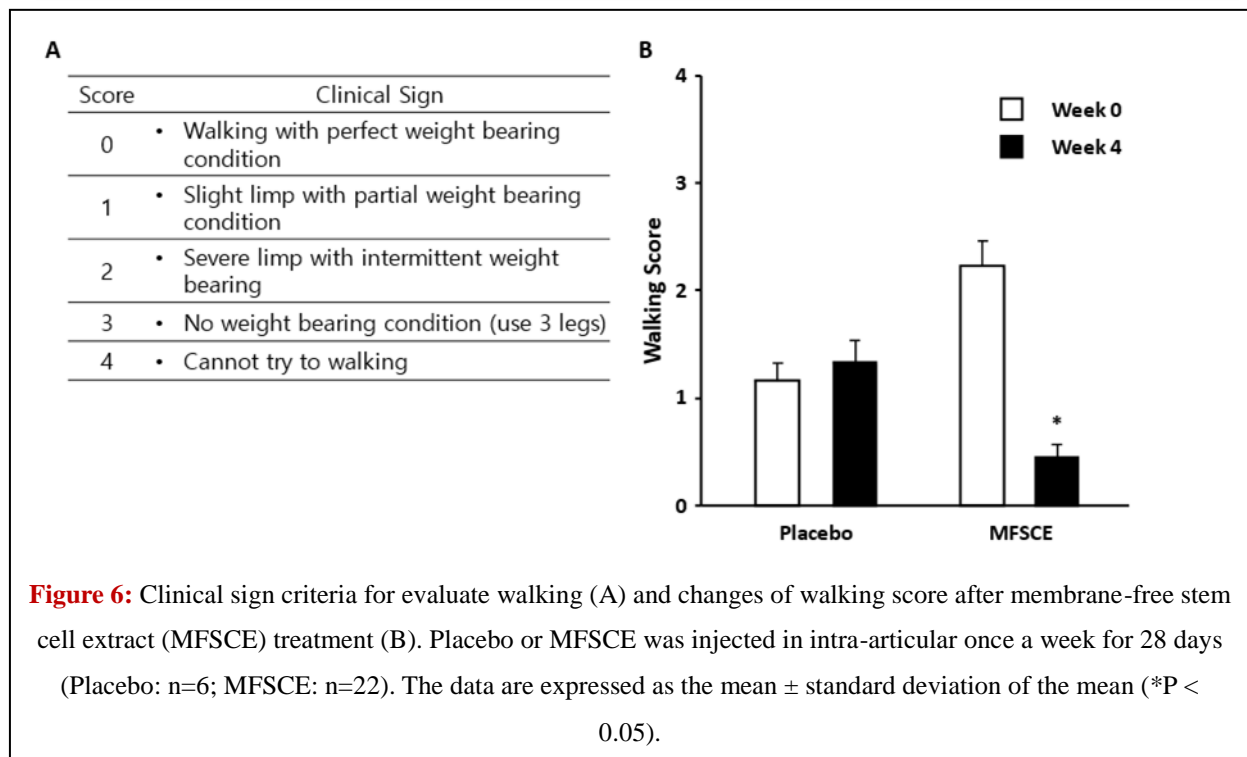 A
Score Clinical Sign
0 • Walking with perfect weight bearing
condition
1 • Slight limp with partial weight bearing
condition
2 • Severe limp with intermittent weight
bearing
3 • No weight bearing condition (use 3 legs)
4 • Cannot try to walking
B
4
3
2
1
0
Walking Score
Week 0
Week 4
*
Placebo MFSCE
Figure 6: Clinical sign criteria for evaluate walking (A) and changes of walking score after membrane-free stem
cell extract (MFSCE) treatment (B). Placebo or MFSCE was injected in intra-articular once a week for 28 days
(Placebo: n=6; MFSCE: n=22). The data are expressed as the mean ± standard deviation of the mean (*P <
0.05).